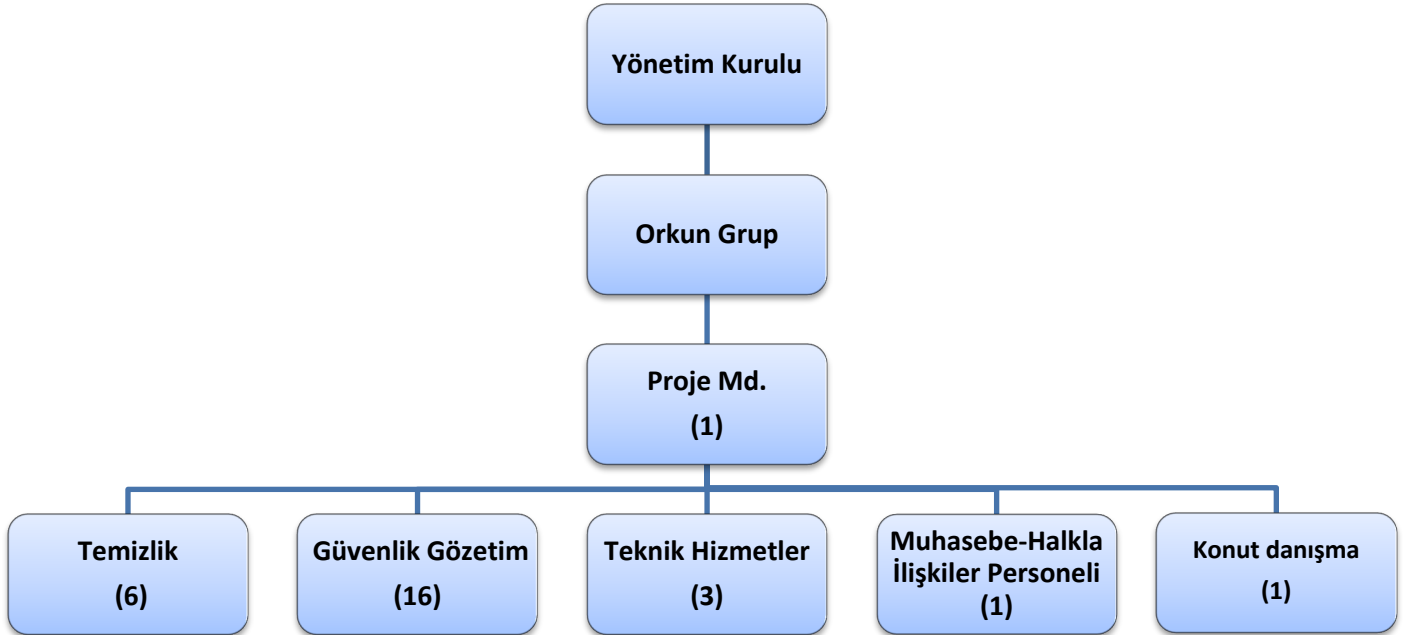 Yönetim Kurulu
Orkun Grup
Proje Md.
(1)
Temizlik
(6)
Güvenlik Gözetim
(16)
Teknik Hizmetler
(3)
Muhasebe-Halkla
İlişkiler Personeli
(1)
Konut danışma
(1)